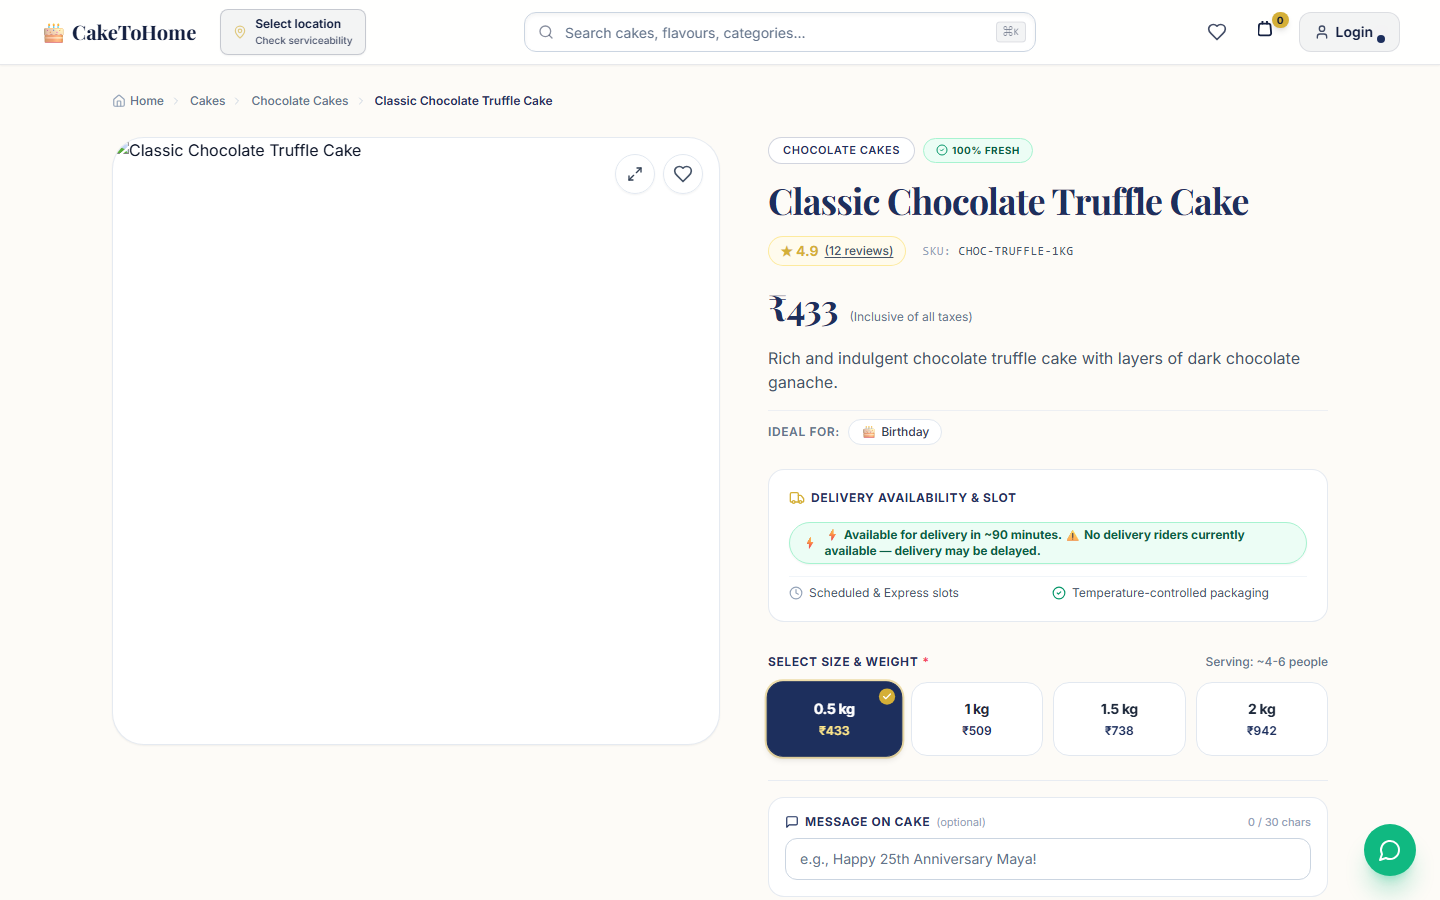 CakeToHome
Select location
Check serviceability
Search cakes, flavours, categories...
⌘K
0
Login
Home
Cakes
Chocolate Cakes
Classic Chocolate Truffle Cake
Classic Chocolate Truffle Cake
CHOCOLATE CAKES
100% FRESH
Classic Chocolate Truffle Cake
★ 4.9 (12 reviews)
SKU: CHOC-TRUFFLE-1KG
₹433 (Inclusive of all taxes)
Rich and indulgent chocolate truffle cake with layers of dark chocolate
ganache.
IDEAL FOR: 🎂 Birthday
DELIVERY AVAILABILITY & SLOT
⚡ Available for delivery in ~90 minutes. ⚠️ No delivery riders currently
available — delivery may be delayed.
Scheduled & Express slots
Temperature-controlled packaging
SELECT SIZE & WEIGHT *
Serving: ~4-6 people
0.5 kg
₹433
1 kg
₹509
1.5 kg
₹738
2 kg
₹942
MESSAGE ON CAKE (optional)
0 / 30 chars
e.g., Happy 25th Anniversary Maya!